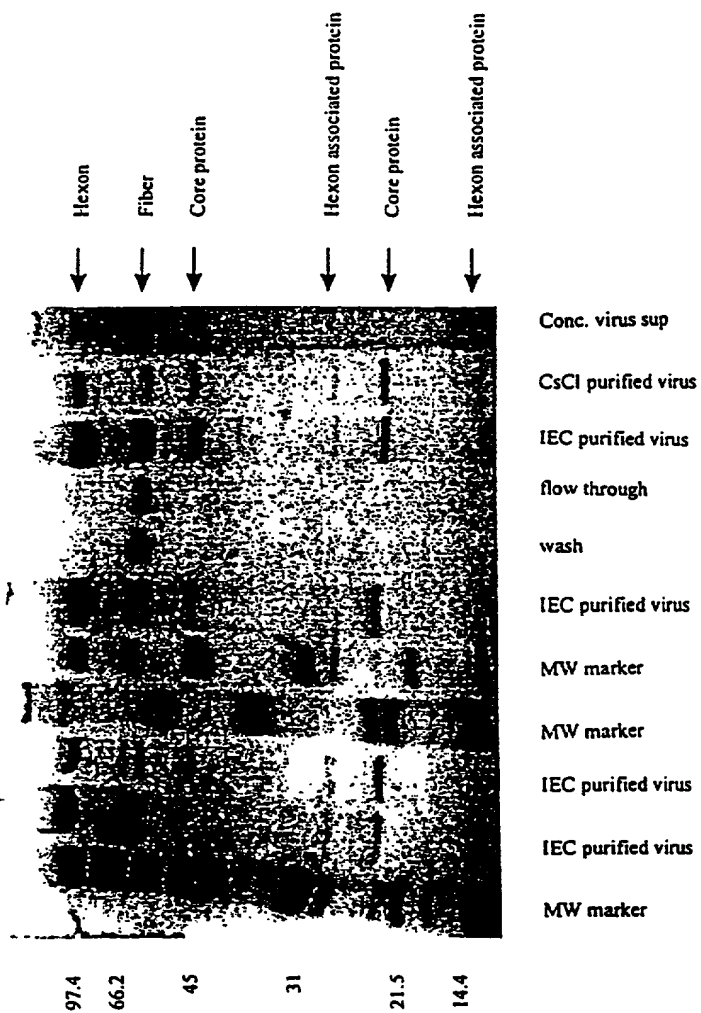 Hexon
Fiber
Core protein
Hexon associated protein
Core protein
Hexon associated protein
Conc. virus sup
CsCl purified virus
IEC purified virus
flow through
wash
IEC purified virus
MW marker
MW marker
IEC purified virus
IEC purified virus
MW marker
97.4
66.2
45
31
21.5
14.4